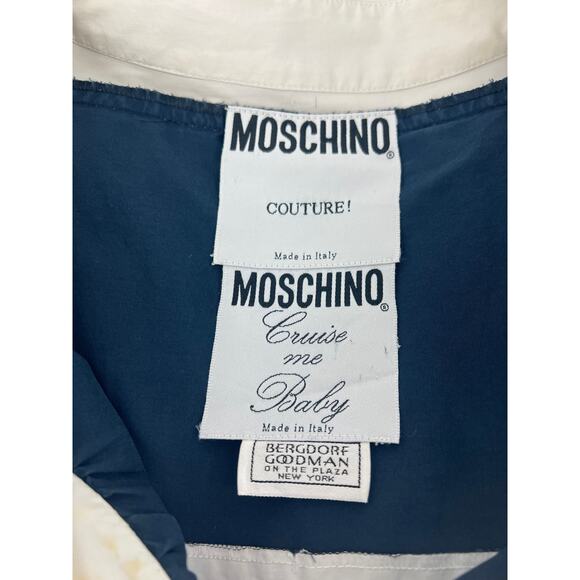 MOSCHINO®
COUTURE!
Made in Italy
MOSCHINO®
Cruise
me
Baby
Made in Italy
BERGDORF
GOODMAN
ON THE PLAZA
NEW YORK